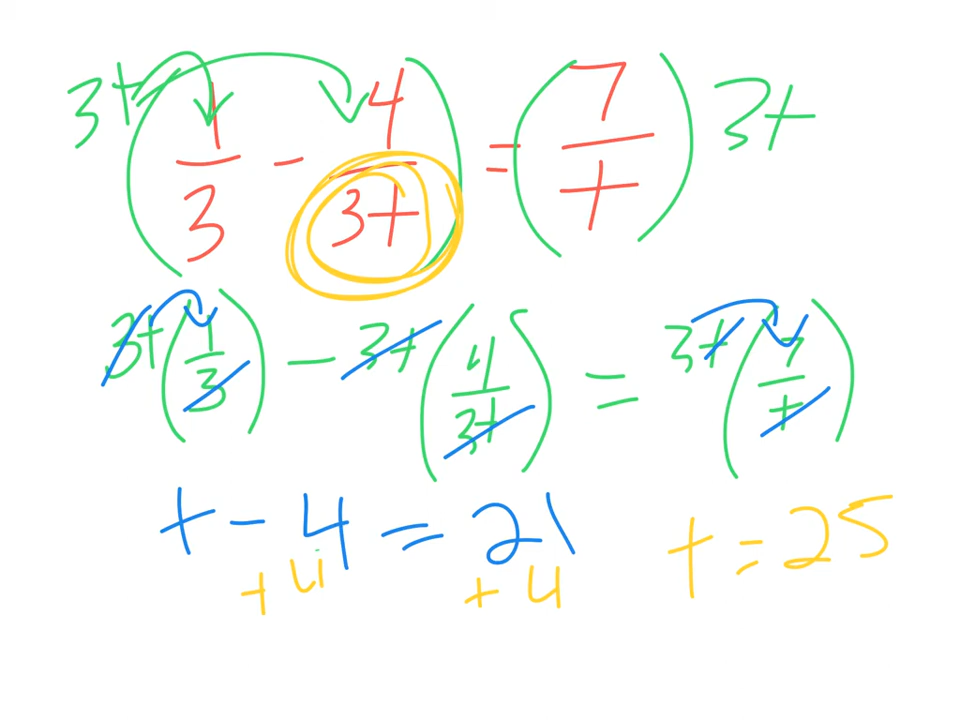 3t(1/3 - 4/3t) = (7/t) 3t
3t(1/3) - 3t(4/3t) = 3t(7/t)
t - 4 = 21 t = 25
+4 +4